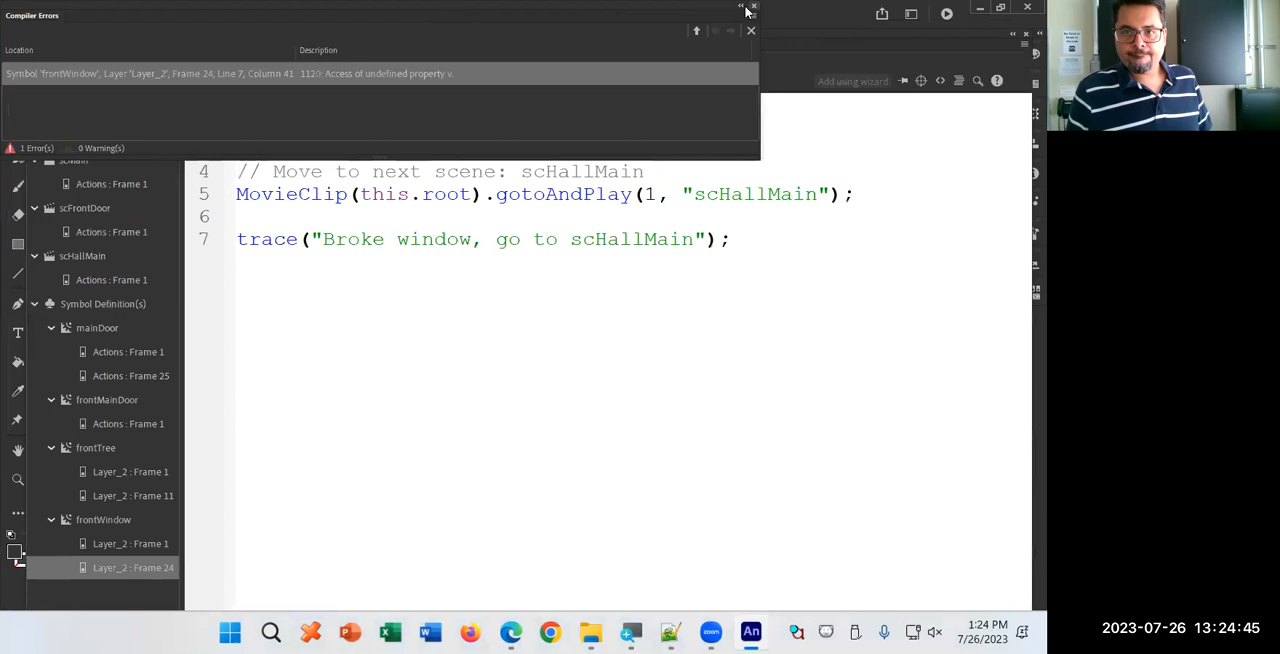 Compiler Errors
Location Description
Symbol 'frontWindow', Layer 'Layer_2', Frame 24, Line 7, Column 41 1120: Access of undefined property v.
1 Error(s) 0 Warning(s)
Add using wizard
scMain
Actions : Frame 1
scFrontDoor
Actions : Frame 1
scHallMain
Actions : Frame 1
Symbol Definition(s)
mainDoor
Actions : Frame 1
Actions : Frame 25
frontMainDoor
Actions : Frame 1
frontTree
Layer_2 : Frame 1
Layer_2 : Frame 11
frontWindow
Layer_2 : Frame 1
Layer_2 : Frame 24
4 // Move to next scene: scHallMain
5 MovieClip(this.root).gotoAndPlay(1, "scHallMain");
6
7 trace("Broke window, go to scHallMain");
zoom
An
1:24 PM
7/26/2023
2023-07-26 13:24:45